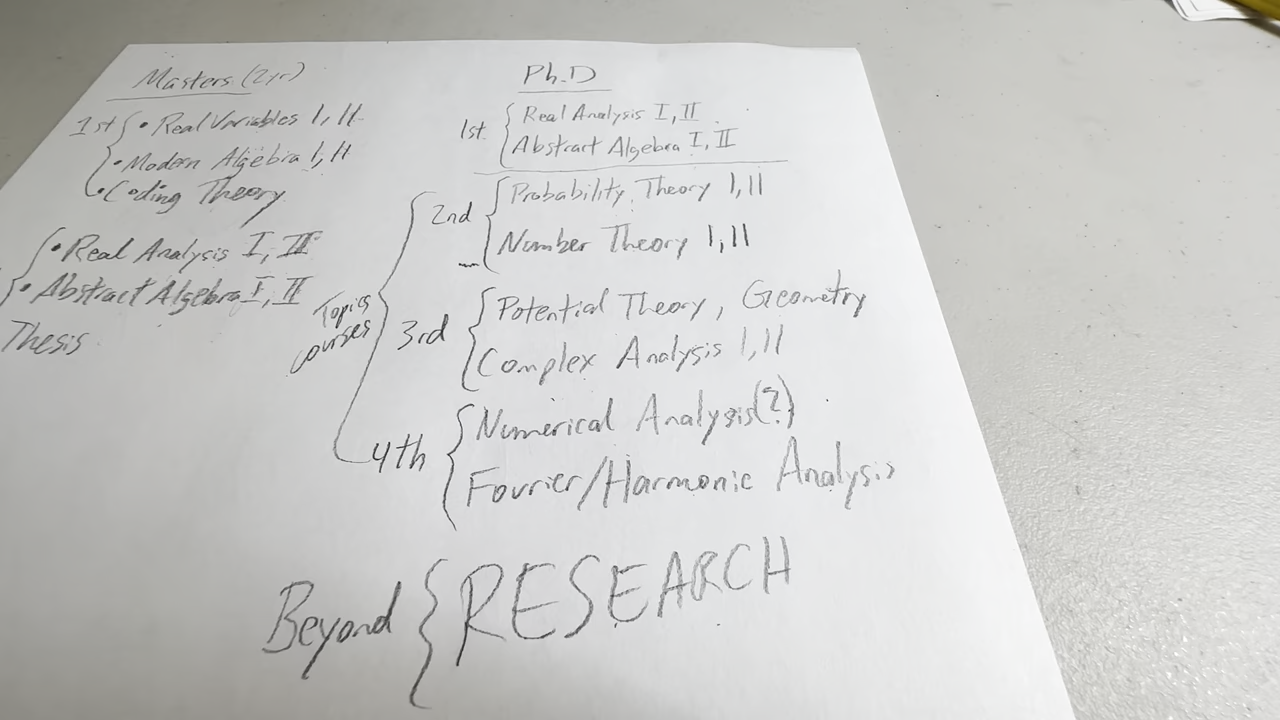 Masters (2yr)
1st
• Real Variables I, II
• Modern Algebra I, II
• Coding Theory
• Real Analysis I, II
• Abstract Algebra I, II
Thesis
Ph.D
1st
Real Analysis I, II
Abstract Algebra I, II
Topics
courses
2nd
Probability Theory I, II
Number Theory I, II
3rd
Potential Theory, Geometry
Complex Analysis I, II
4th
Numerical Analysis(?)
Fourier/Harmonic Analysis
Beyond
RESEARCH